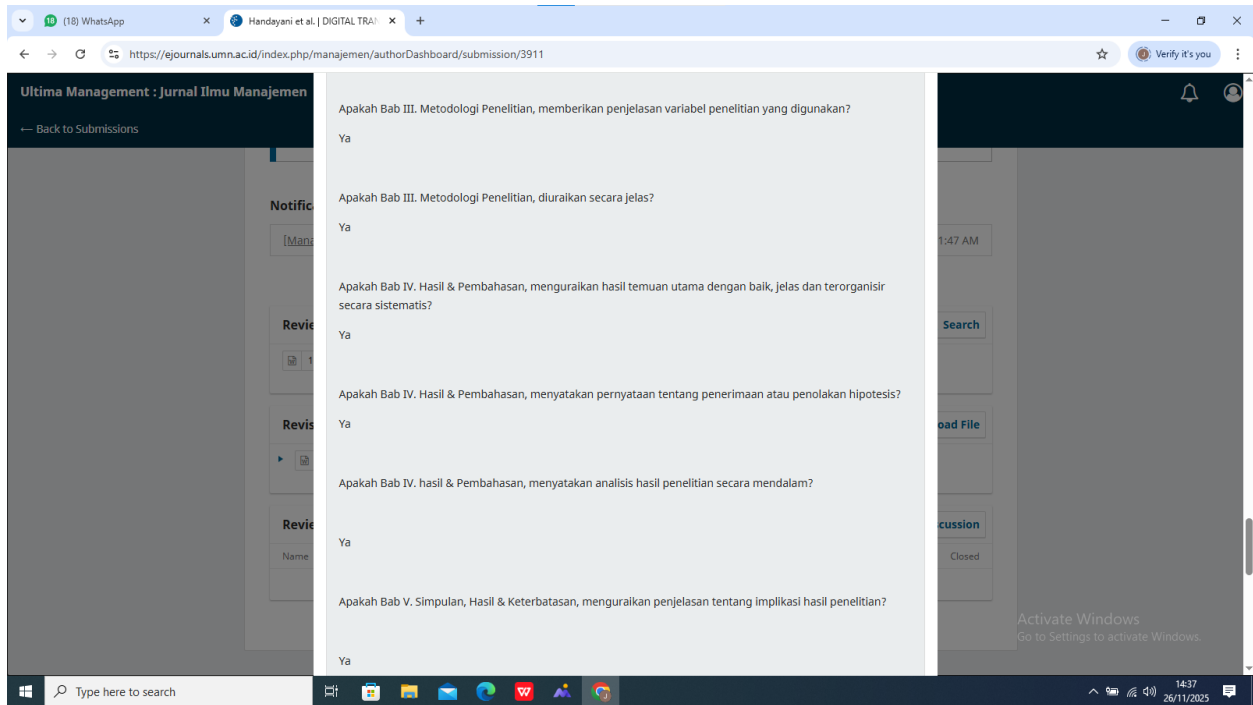 18 (18) WhatsApp
Handayani et al. | DIGITAL TRA
https://ejournals.umn.ac.id/index.php/manajemen/authorDashboard/submission/3911
Verify it's you
Ultima Management : Jurnal Ilmu Manajemen
← Back to Submissions
Apakah Bab III. Metodologi Penelitian, memberikan penjelasan variabel penelitian yang digunakan?
Ya
Apakah Bab III. Metodologi Penelitian, diuraikan secara jelas?
Notific
Ya
[Mana
1:47 AM
Apakah Bab IV. Hasil & Pembahasan, menguraikan hasil temuan utama dengan baik, jelas dan terorganisir
secara sistematis?
Revie
Search
Ya
1
Apakah Bab IV. Hasil & Pembahasan, menyatakan pernyataan tentang penerimaan atau penolakan hipotesis?
Revis
Ya
oad File
Apakah Bab IV. hasil & Pembahasan, menyatakan analisis hasil penelitian secara mendalam?
Revie
cussion
Ya
Name
Closed
Apakah Bab V. Simpulan, Hasil & Keterbatasan, menguraikan penjelasan tentang implikasi hasil penelitian?
Activate Windows
Go to Settings to activate Windows.
Ya
Type here to search
14:37
26/11/2025